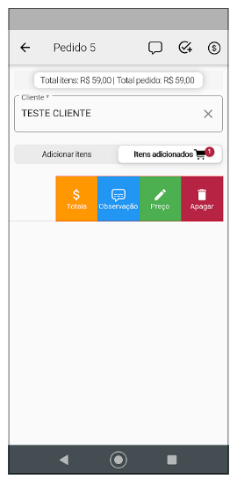 Pedido 5
Total itens: R$ 59,00 | Total pedido: R$ 59,00
Cliente *
TESTE CLIENTE
Adicionar itens
Itens adicionados 1
Totais
Observação
Preço
Apagar